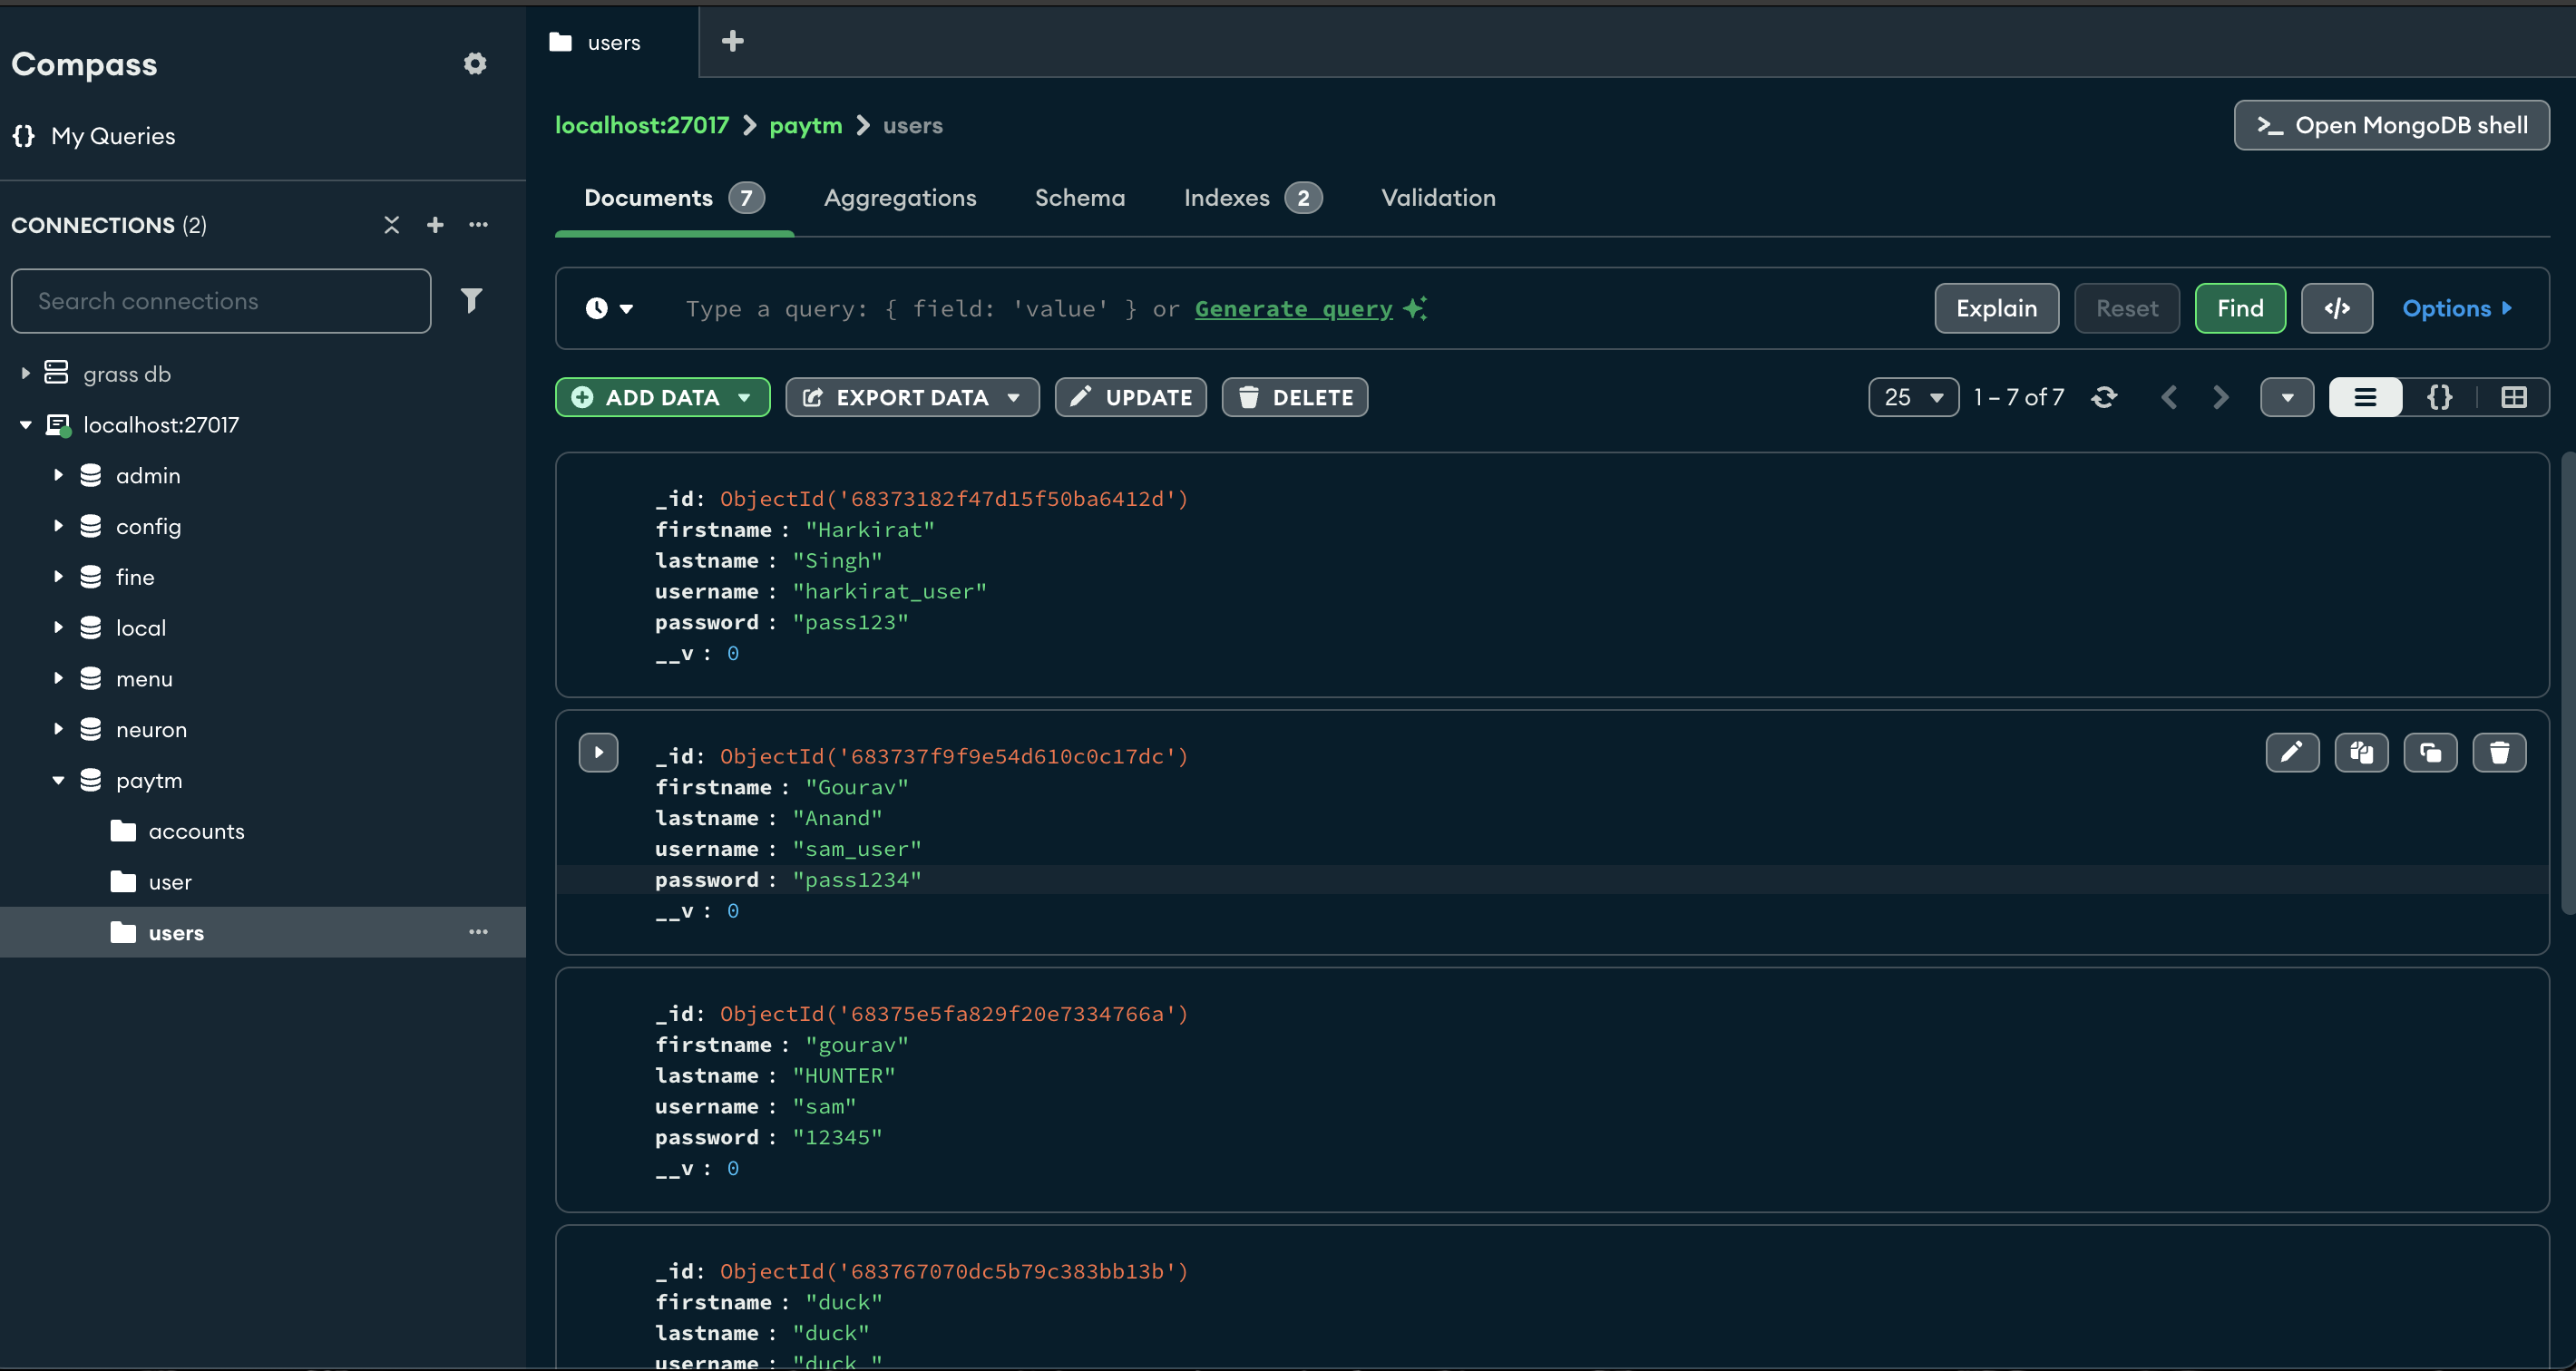 Compass
My Queries
CONNECTIONS (2)
Search connections
grass db
localhost:27017
admin
config
fine
local
menu
neuron
paytm
accounts
user
users
users
localhost:27017 > paytm > users
>_ Open MongoDB shell
Documents 7 Aggregations Schema Indexes 2 Validation
Type a query: { field: 'value' } or Generate query
Explain Reset Find </> Options
ADD DATA EXPORT DATA UPDATE DELETE
25 1 – 7 of 7 {}
_id: ObjectId('68373182f47d15f50ba6412d')
firstname : "Harkirat"
lastname : "Singh"
username : "harkirat_user"
password : "pass123"
__v : 0
_id: ObjectId('683737f9f9e54d610c0c17dc')
firstname : "Gourav"
lastname : "Anand"
username : "sam_user"
password : "pass1234"
__v : 0
_id: ObjectId('68375e5fa829f20e7334766a')
firstname : "gourav"
lastname : "HUNTER"
username : "sam"
password : "12345"
__v : 0
_id: ObjectId('683767070dc5b79c383bb13b')
firstname : "duck"
lastname : "duck"
username : "duck_"